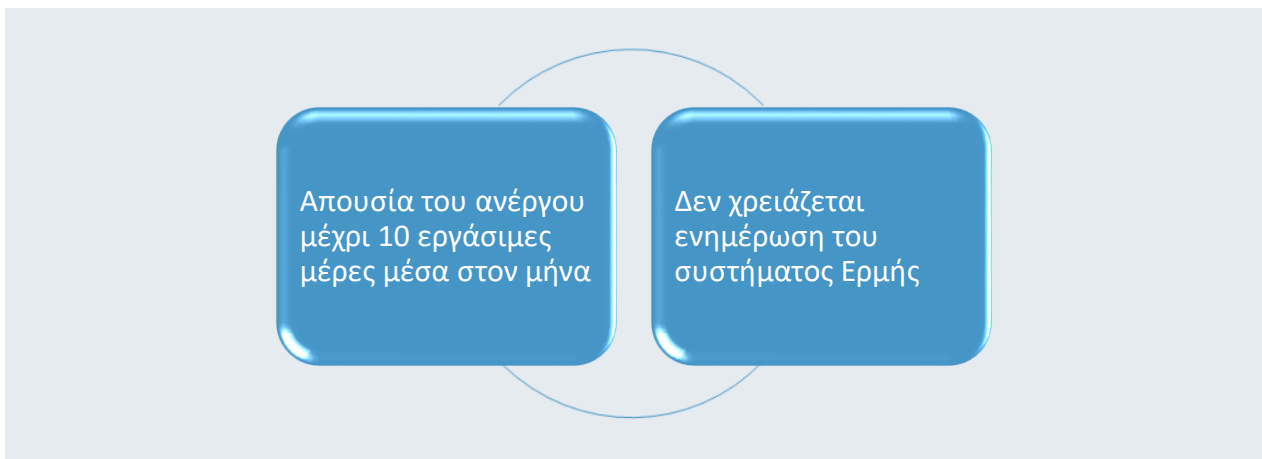 Απουσία του ανέργου
μέχρι 10 εργάσιμες
μέρες μέσα στον μήνα
Δεν χρειάζεται
ενημέρωση του
συστήματος Ερμής